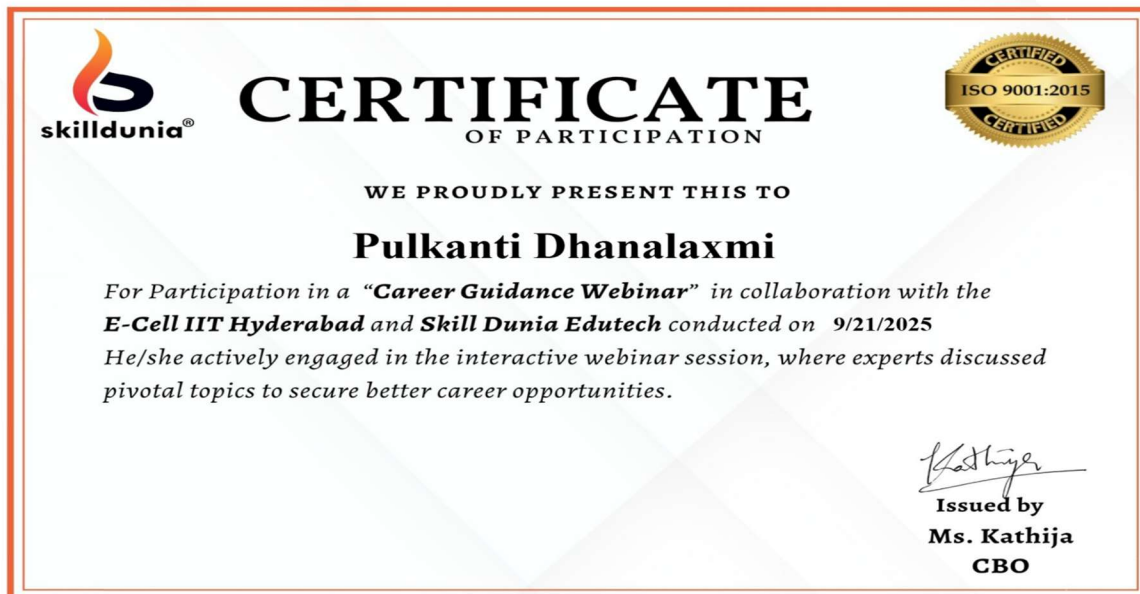 skilldunia®
CERTIFICATE
OF PARTICIPATION
CERTIFIED
ISO 9001:2015
CERTIFIED
WE PROUDLY PRESENT THIS TO
Pulkanti Dhanalaxmi
For Participation in a “Career Guidance Webinar” in collaboration with the
E-Cell IIT Hyderabad and Skill Dunia Edutech conducted on 9/21/2025
He/she actively engaged in the interactive webinar session, where experts discussed
pivotal topics to secure better career opportunities.
Kathija
Issued by
Ms. Kathija
CBO